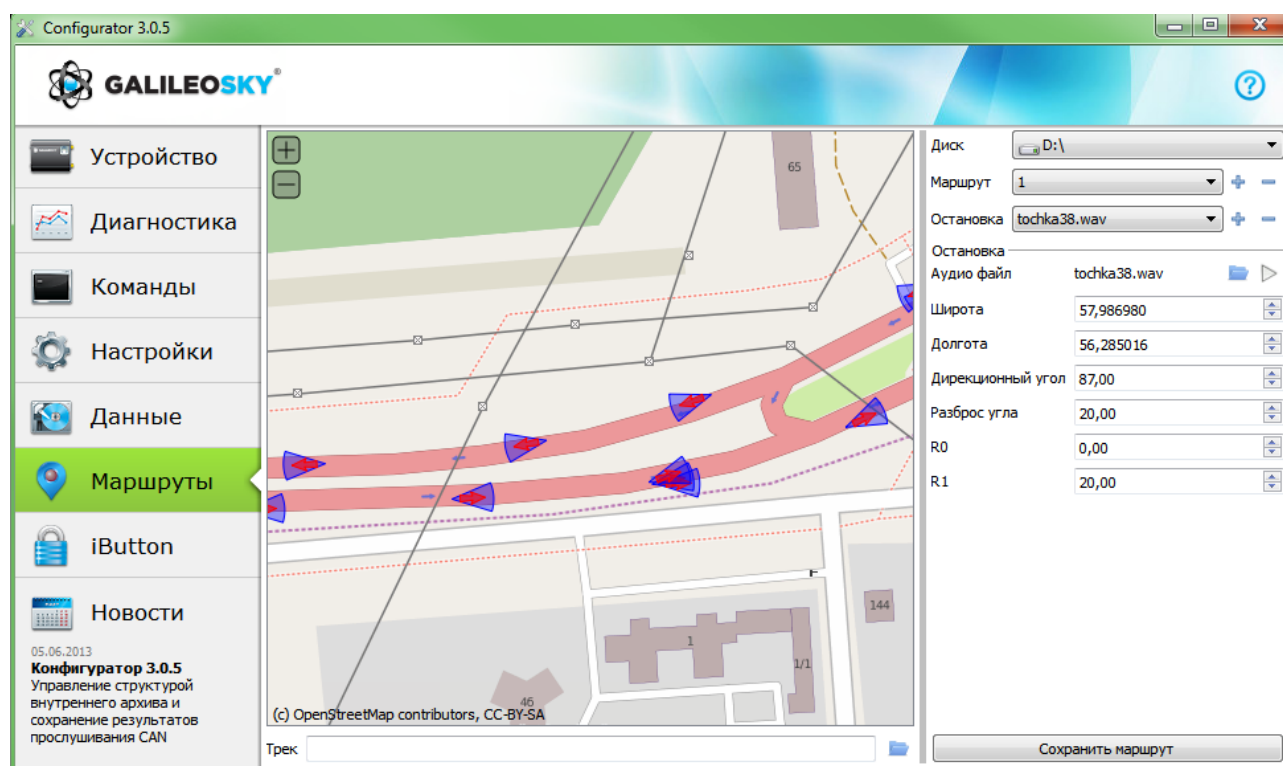 Configurator 3.0.5
GALILEOSKY®
Устройство
Диагностика
Команды
Настройки
Данные
Маршруты
iButton
Новости
05.06.2013
Конфигуратор 3.0.5
Управление структурой
внутреннего архива и
сохранение результатов
прослушивания CAN
65
144
1
1/1
46
(c) OpenStreetMap contributors, CC-BY-SA
Трек
Диск D:\
Маршрут 1
Остановка tochka38.wav
Остановка
Аудио файл tochka38.wav
Широта 57,986980
Долгота 56,285016
Дирекционный угол 87,00
Разброс угла 20,00
R0 0,00
R1 20,00
Сохранить маршрут